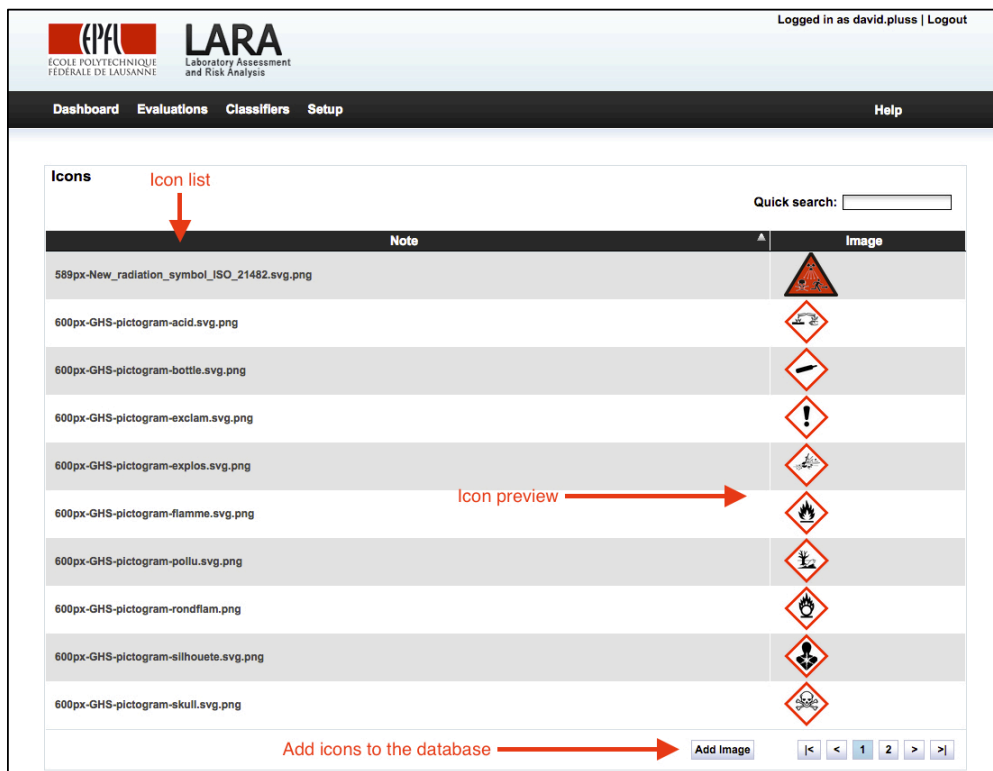 Logged in as david.pluss | Logout
EPFL
ÉCOLE POLYTECHNIQUE
FÉDÉRALE DE LAUSANNE
LARA
Laboratory Assessment
and Risk Analysis
Dashboard Evaluations Classifiers Setup Help
Icons
Icon list
Quick search:
Note Image
589px-New_radiation_symbol_ISO_21482.svg.png
600px-GHS-pictogram-acid.svg.png
600px-GHS-pictogram-bottle.svg.png
600px-GHS-pictogram-exclam.svg.png
600px-GHS-pictogram-explos.svg.png
Icon preview
600px-GHS-pictogram-flamme.svg.png
600px-GHS-pictogram-pollu.svg.png
600px-GHS-pictogram-rondflam.png
600px-GHS-pictogram-silhouete.svg.png
600px-GHS-pictogram-skull.svg.png
Add icons to the database Add Image |< < 1 2 > >|